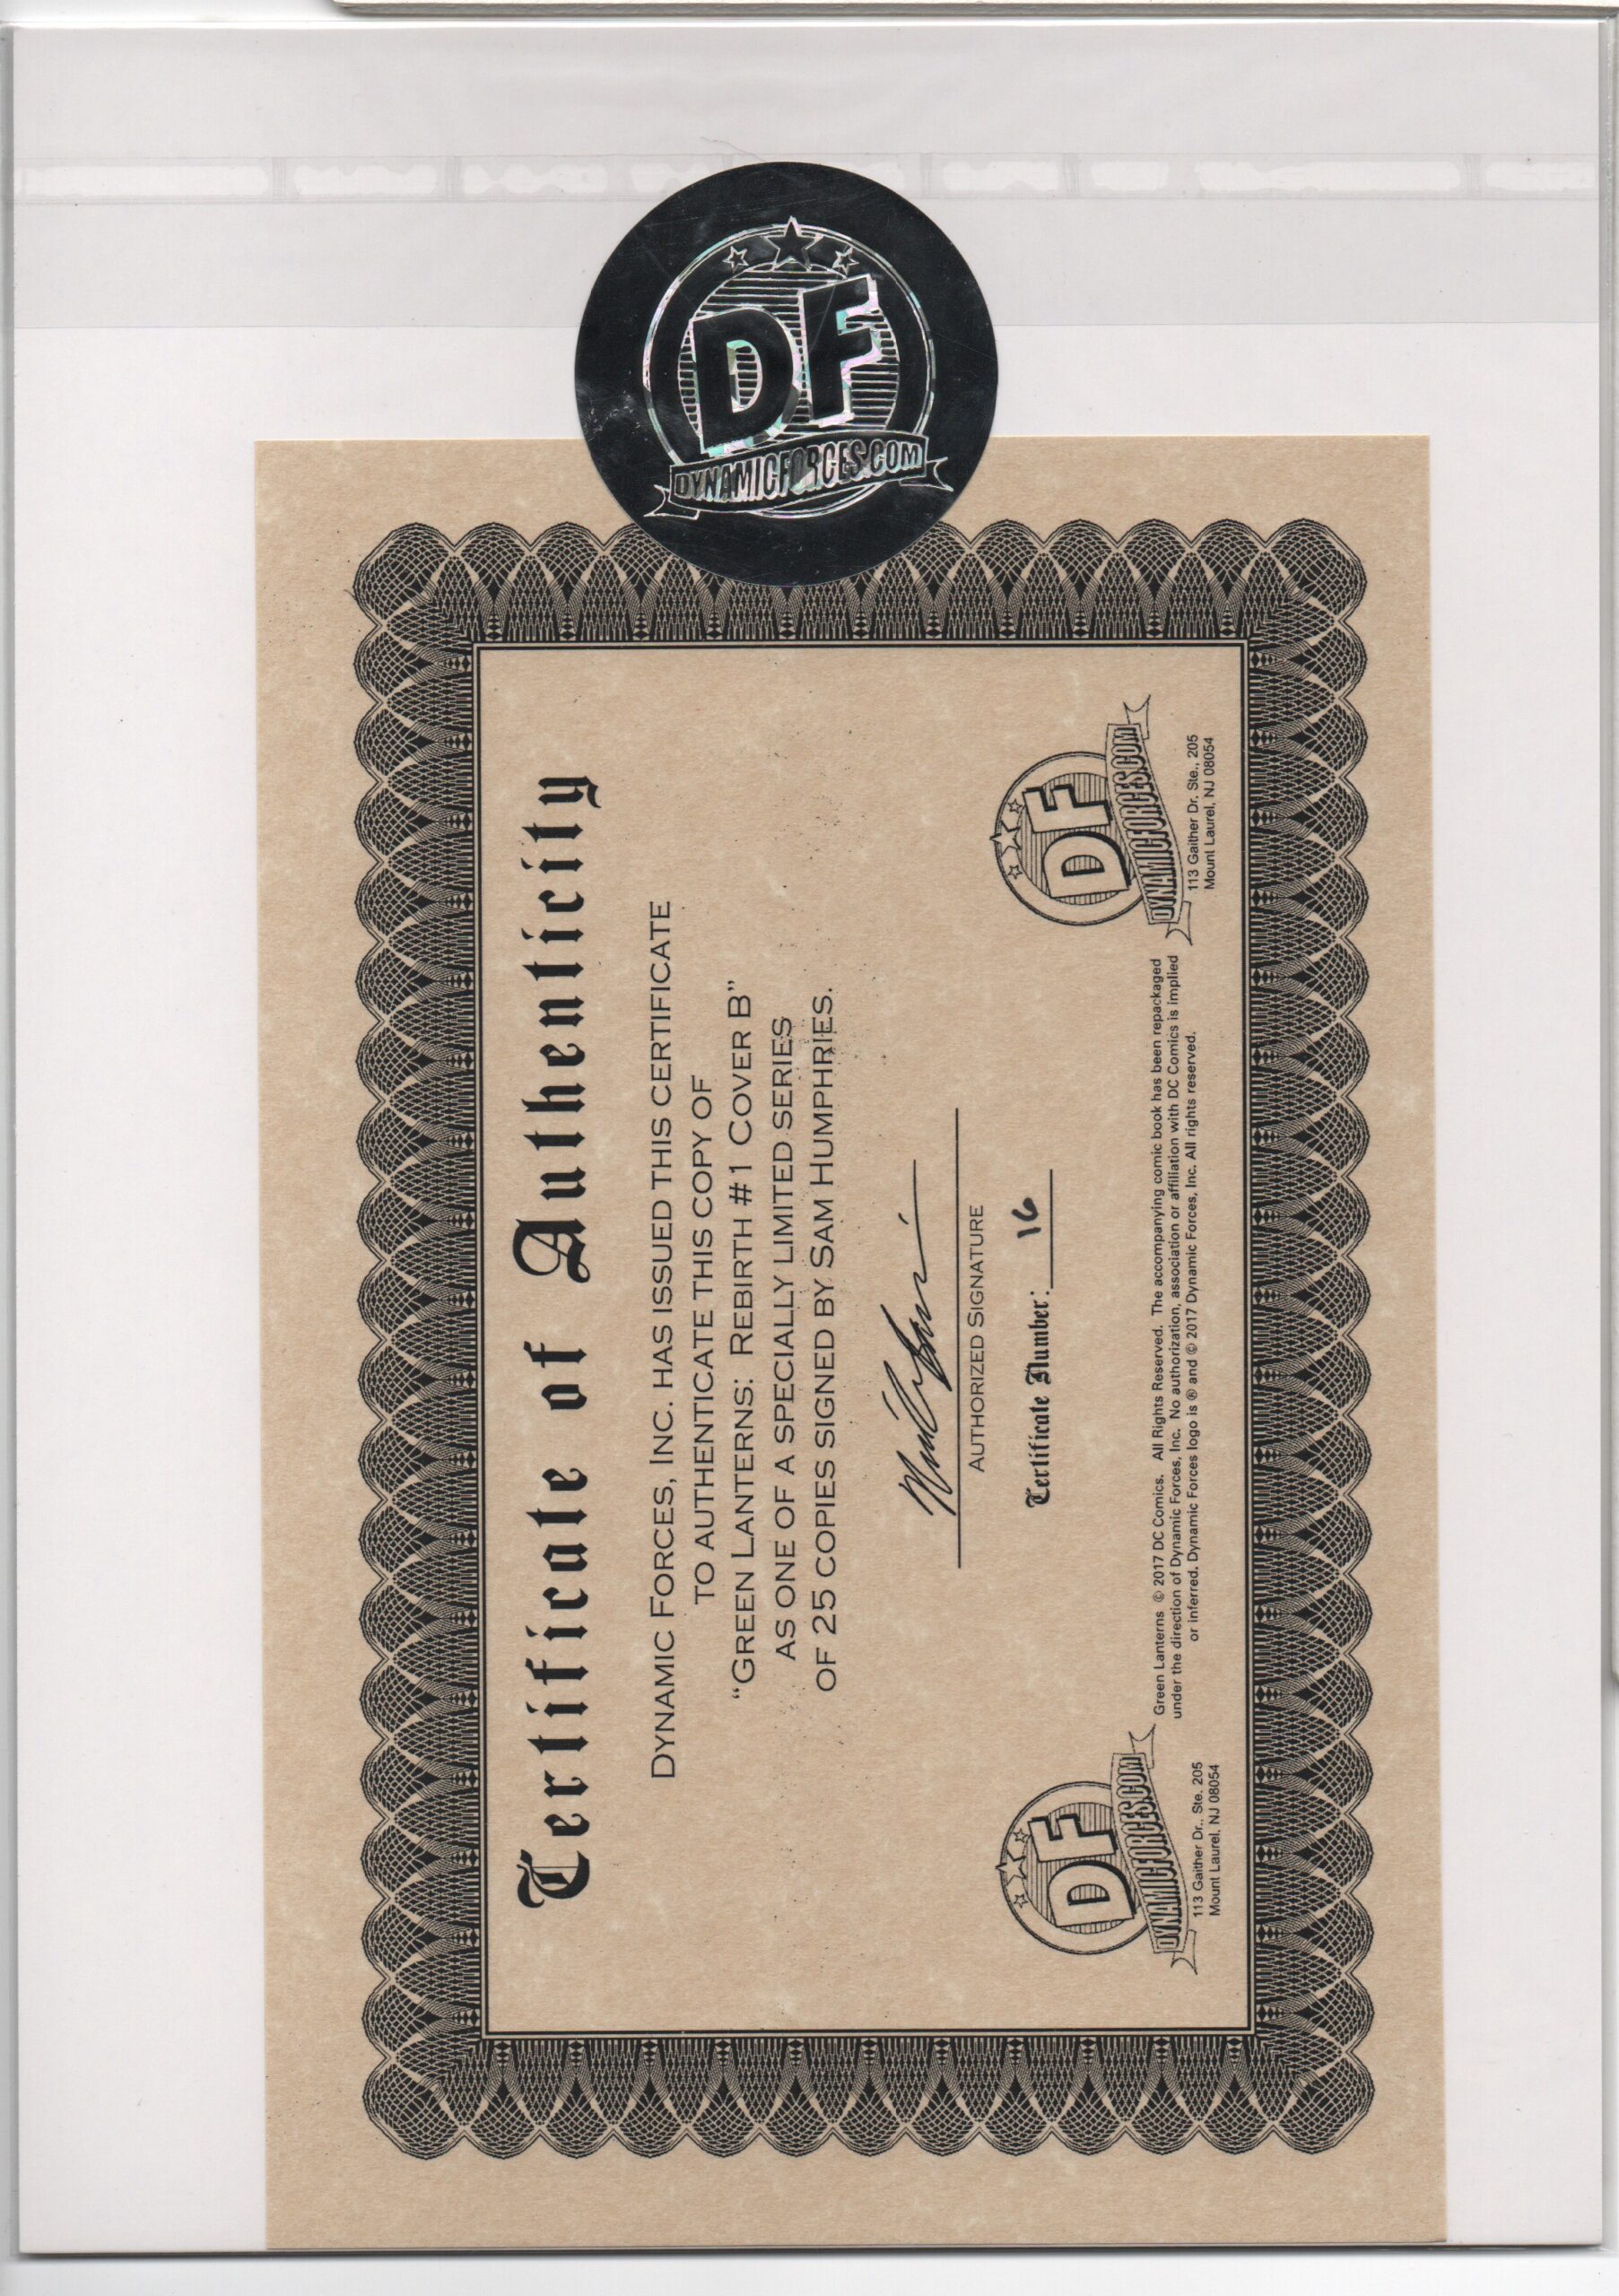 DF
DYNAMICFORCES.COM
Certificate of Authenticity
DYNAMIC FORCES, INC. HAS ISSUED THIS CERTIFICATE
TO AUTHENTICATE THIS COPY OF
“GREEN LANTERNS: REBIRTH #1 COVER B”
AS ONE OF A SPECIALLY LIMITED SERIES
OF 25 COPIES SIGNED BY SAM HUMPHRIES.
AUTHORIZED SIGNATURE
Certificate Number: 16
DF
DYNAMICFORCES.COM
113 Gaither Dr.. Ste. 205
Mount Laurel, NJ 08054
Green Lanterns © 2017 DC Comics. All Rights Reserved. The accompanying comic book has been repackaged
under the direction of Dynamic Forces, Inc. No authorization, association or affiliation with DC Comics is implied
or inferred. Dynamic Forces logo is ® and © 2017 Dynamic Forces, Inc. All rights reserved.
DF
DYNAMICFORCES.COM
113 Gaither Dr. Ste., 205
Mount Laurel, NJ 08054